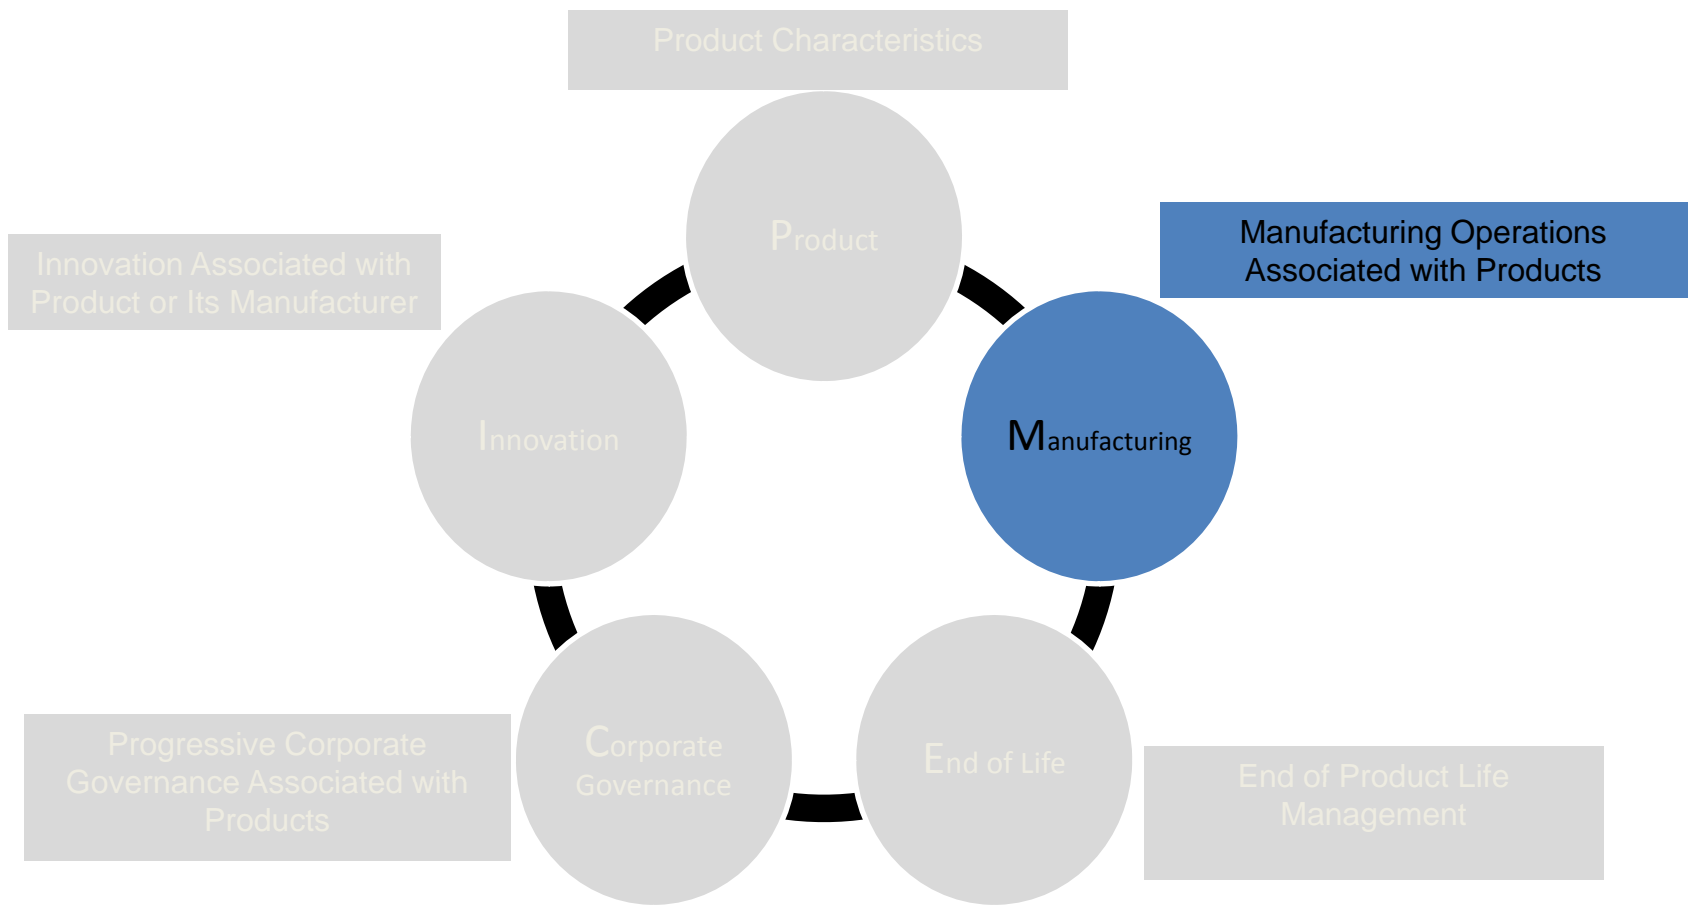 Product Characteristics
Product
Manufacturing Operations
Associated with Products
Innovation Associated with
Product or Its Manufacturer
Innovation
Manufacturing
Progressive Corporate
Governance Associated with
Products
Corporate
Governance
End of Life
End of Product Life
Management